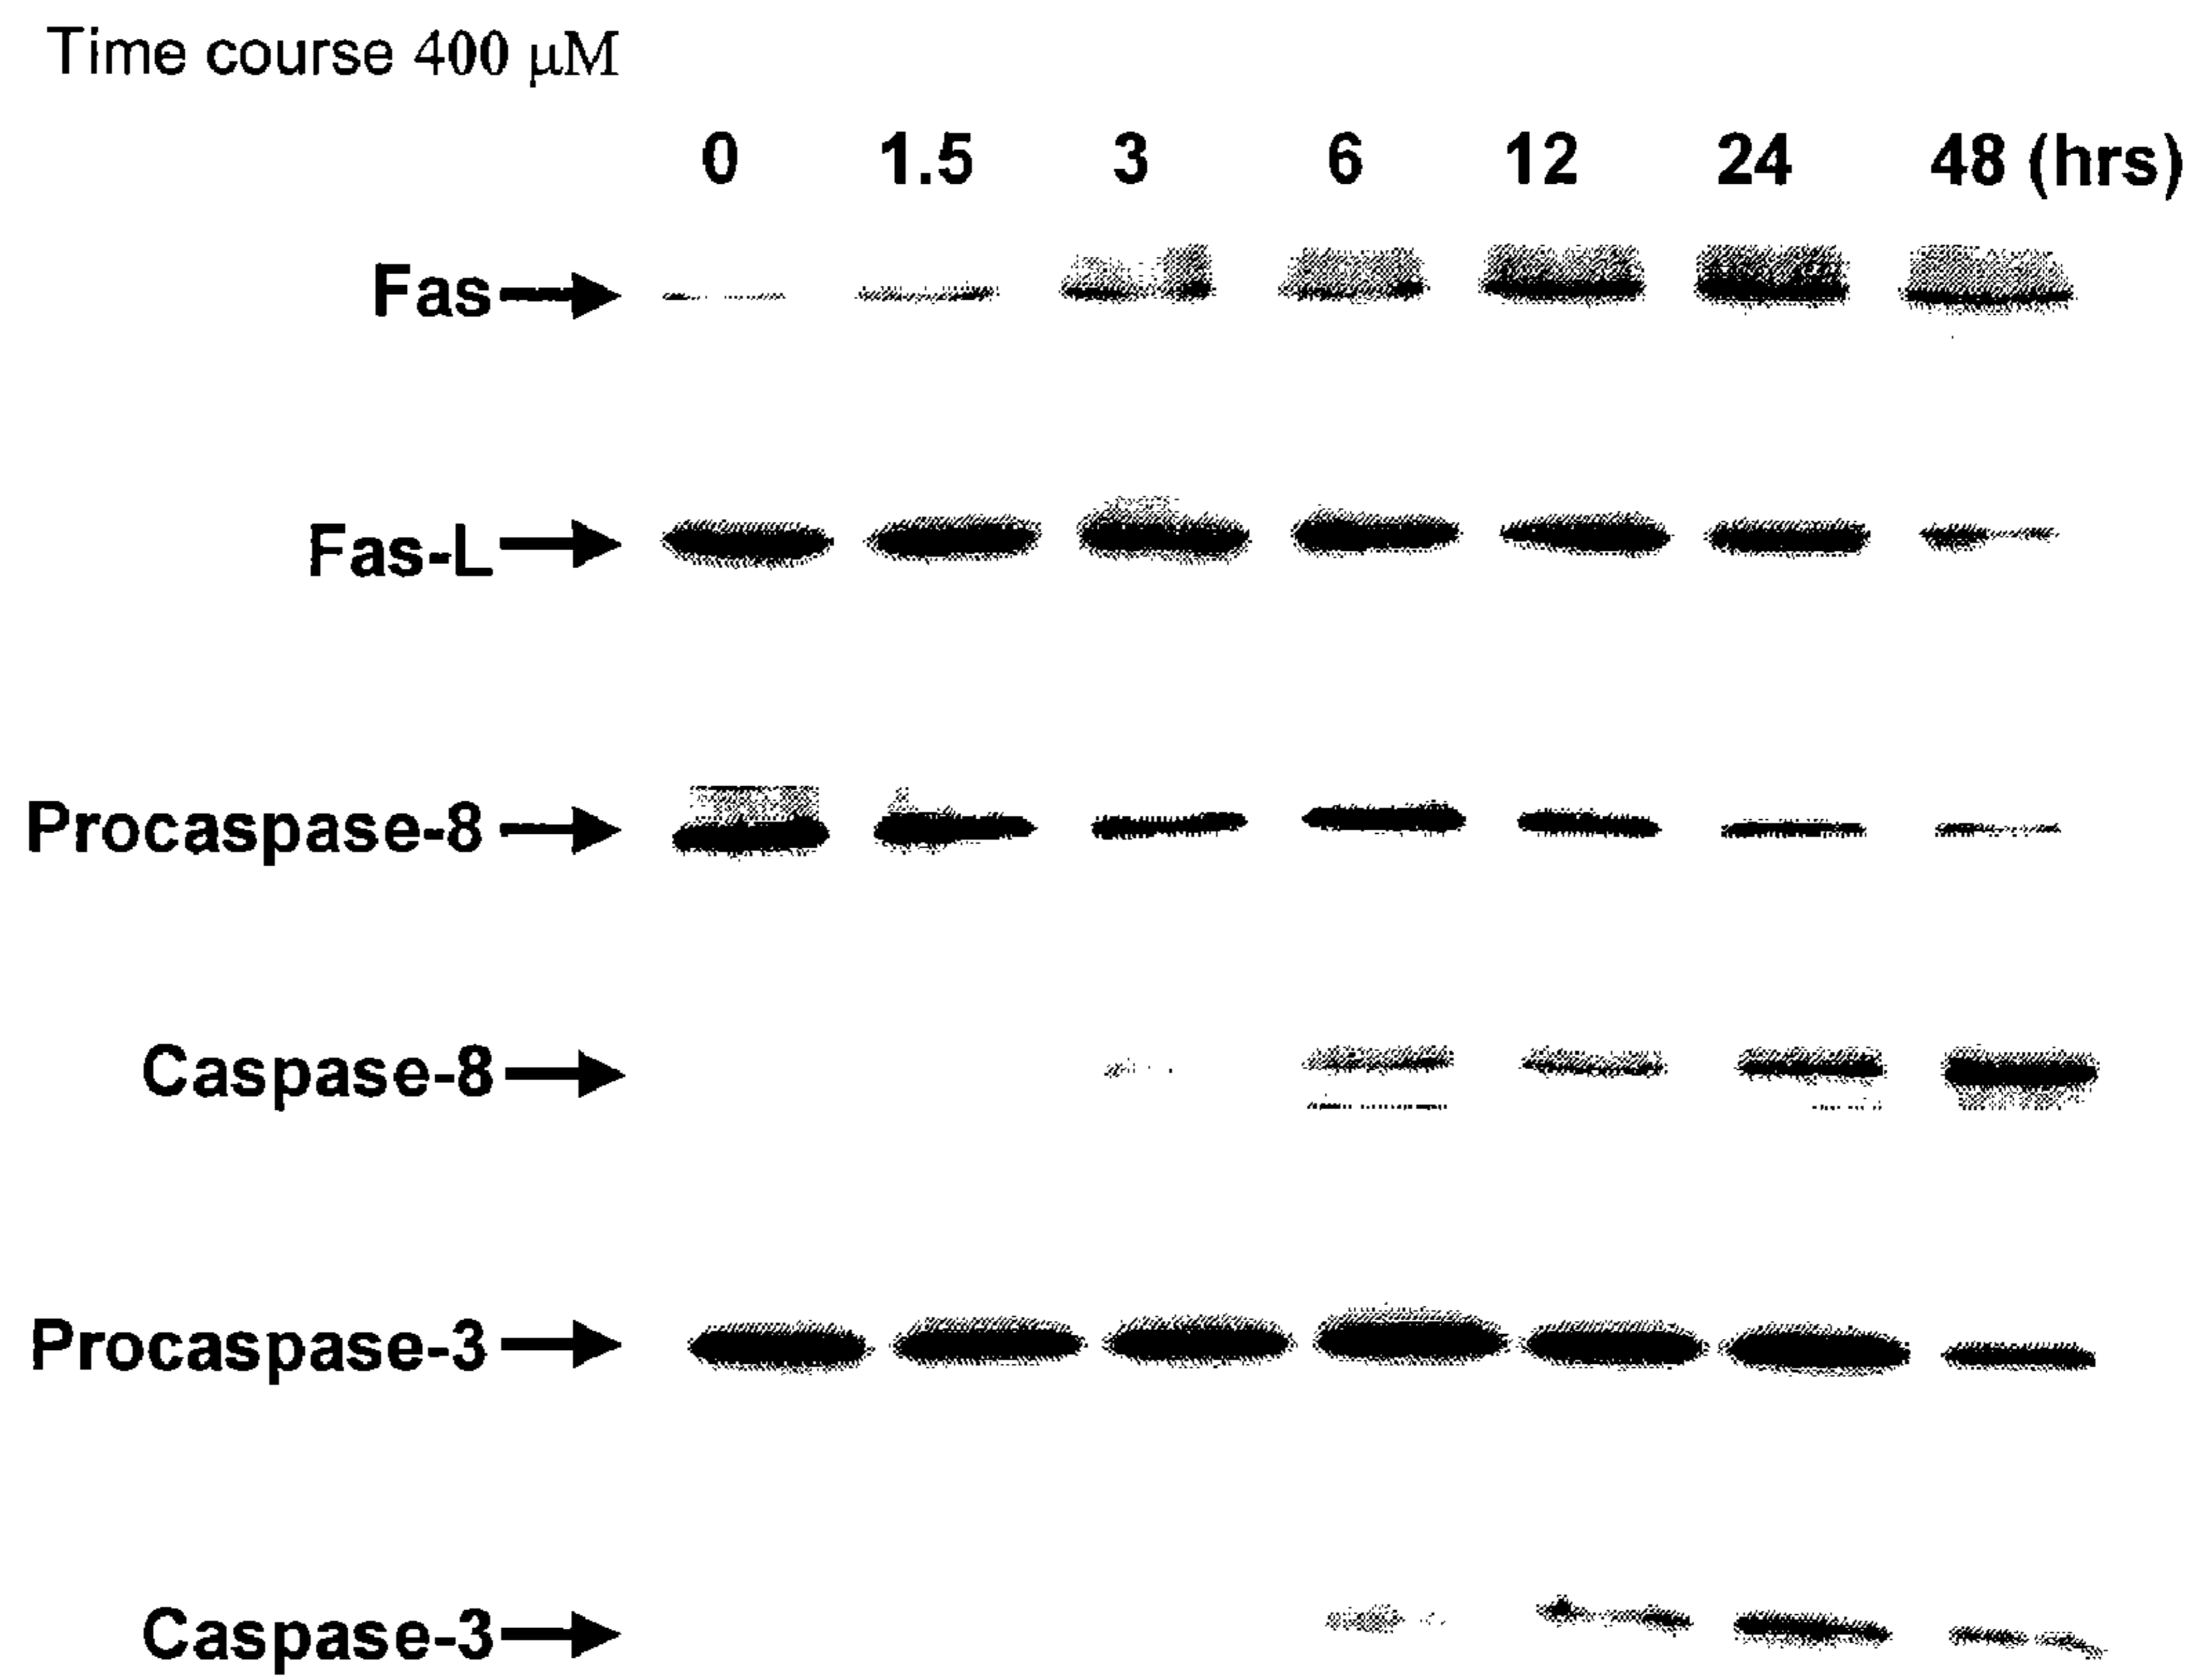 Time course 400 μM
0 1.5 3 6 12 24 48 (hrs)
Fas
Fas-L
Procaspase-8
Caspase-8
Procaspase-3
Caspase-3